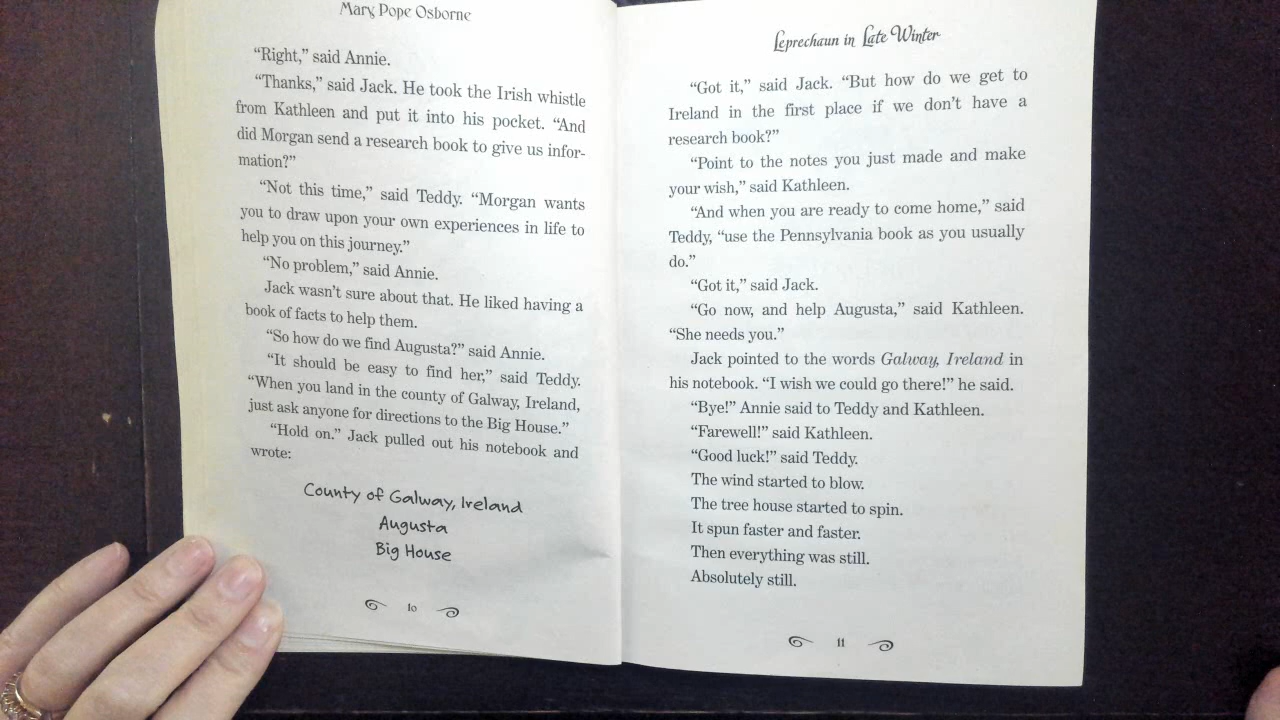 Mary Pope Osborne
“Right,” said Annie.
“Thanks,” said Jack. He took the Irish whistle
from Kathleen and put it into his pocket. “And
did Morgan send a research book to give us infor-
mation?”
“Not this time,” said Teddy. “Morgan wants
you to draw upon your own experiences in life to
help you on this journey.”
“No problem,” said Annie.
Jack wasn’t sure about that. He liked having a
book of facts to help them.
“So how do we find Augusta?” said Annie.
“It should be easy to find her,” said Teddy.
“When you land in the county of Galway, Ireland,
just ask anyone for directions to the Big House.”
“Hold on.” Jack pulled out his notebook and
wrote:
County of Galway, Ireland
Augusta
Big House
10
Leprechaun in Late Winter
“Got it,” said Jack. “But how do we get to
Ireland in the first place if we don’t have a
research book?”
“Point to the notes you just made and make
your wish,” said Kathleen.
“And when you are ready to come home,” said
Teddy, “use the Pennsylvania book as you usually
do.”
“Got it,” said Jack.
“Go now, and help Augusta,” said Kathleen.
“She needs you.”
Jack pointed to the words Galway, Ireland in
his notebook. “I wish we could go there!” he said.
“Bye!” Annie said to Teddy and Kathleen.
“Farewell!” said Kathleen.
“Good luck!” said Teddy.
The wind started to blow.
The tree house started to spin.
It spun faster and faster.
Then everything was still.
Absolutely still.
11